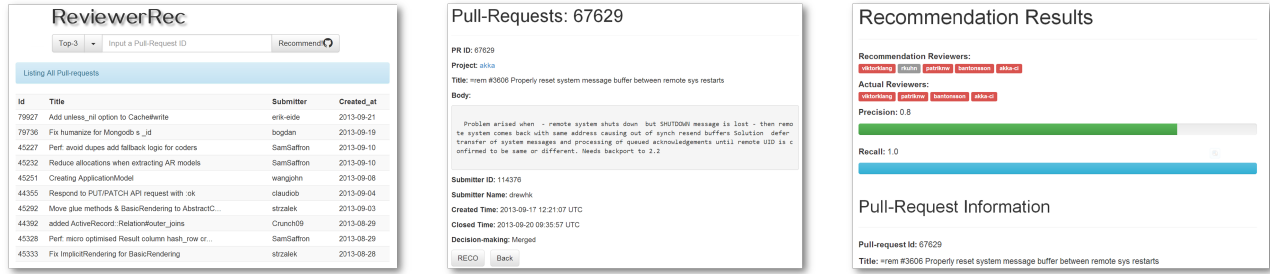 ReviewerRec
Top-3 Input a Pull-Request ID Recommend!
Listing All Pull-requests
Id Title Submitter Created_at
79927 Add unless_nil option to Cache#write erik-eide 2013-09-21
79736 Fix humanize for Mongodb s _id bogdan 2013-09-19
45227 Perf: avoid dupes add fallback logic for coders SamSaffron 2013-09-10
45232 Reduce allocations when extracting AR models SamSaffron 2013-09-10
45251 Creating ApplicationModel wangjohn 2013-09-08
44355 Respond to PUT/PATCH API request with :ok claudiob 2013-09-04
45292 Move glue methods & BasicRendering to AbstractC... strzalek 2013-09-03
44392 added ActiveRecord::Relation#outer_joins Crunch09 2013-08-29
45328 Perf: micro optimised Result column hash_row cr... SamSaffron 2013-08-29
45333 Fix ImplicitRendering for BasicRendering strzalek 2013-08-28
Pull-Requests: 67629
PR ID: 67629
Project: akka
Title: =rem #3606 Properly reset system message buffer between remote sys restarts
Body:
Problem arised when - remote system shuts down but SHUTDOWN message is lost - then remo
te system comes back with same address causing out of synch resend buffers Solution defer
transfer of system messages and processing of queued acknowledgements until remote UID is c
onfirmed to be same or different. Needs backport to 2.2
Submitter ID: 114376
Submitter Name: drewhk
Created Time: 2013-09-17 12:21:07 UTC
Closed Time: 2013-09-20 09:35:57 UTC
Decision-making: Merged
RECO Back
Recommendation Results
Recommendation Reviewers:
viktorklang rkuhn patriknw bantonsson akka-ci
Actual Reviewers:
viktorklang patriknw bantonsson akka-ci
Precision: 0.8
Recall: 1.0
Pull-Request Information
Pull-request Id: 67629
Title: =rem #3606 Properly reset system message buffer between remote sys restarts